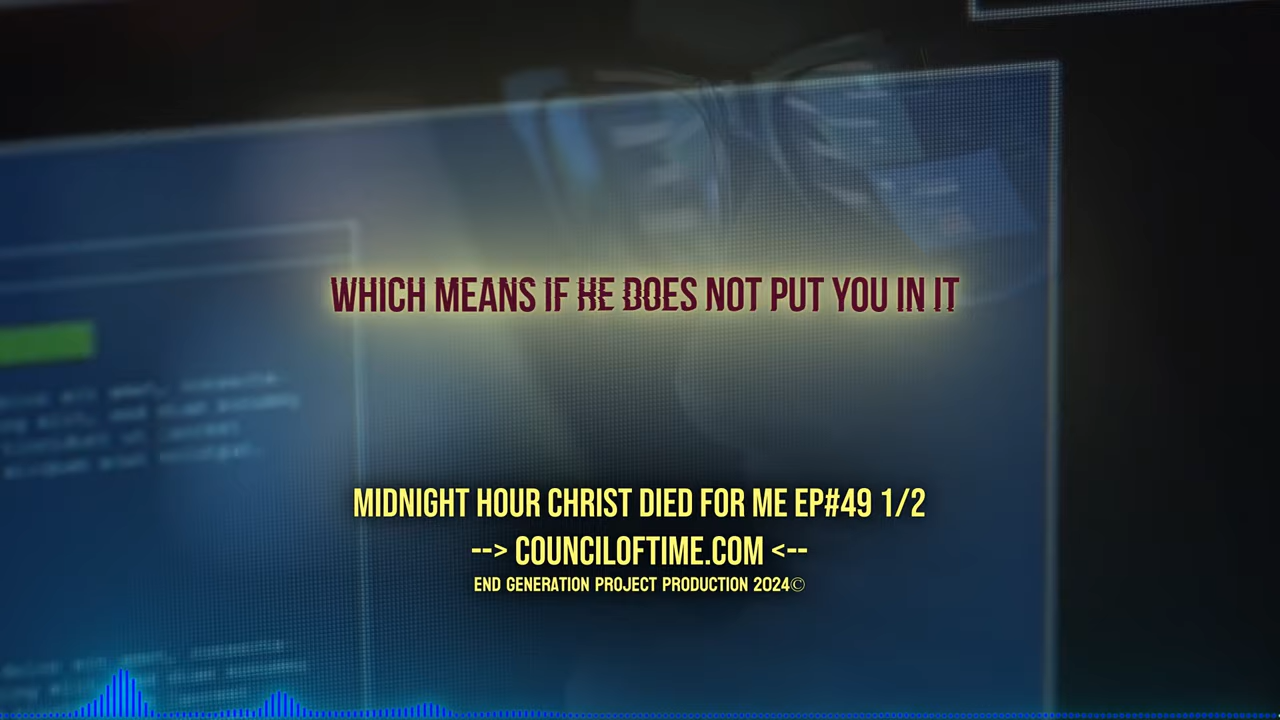 WHICH MEANS IF HE DOES NOT PUT YOU IN IT
MIDNIGHT HOUR CHRIST DIED FOR ME EP#49 1/2
--> COUNCILOFTIME.COM <--
END GENERATION PROJECT PRODUCTION 2024©